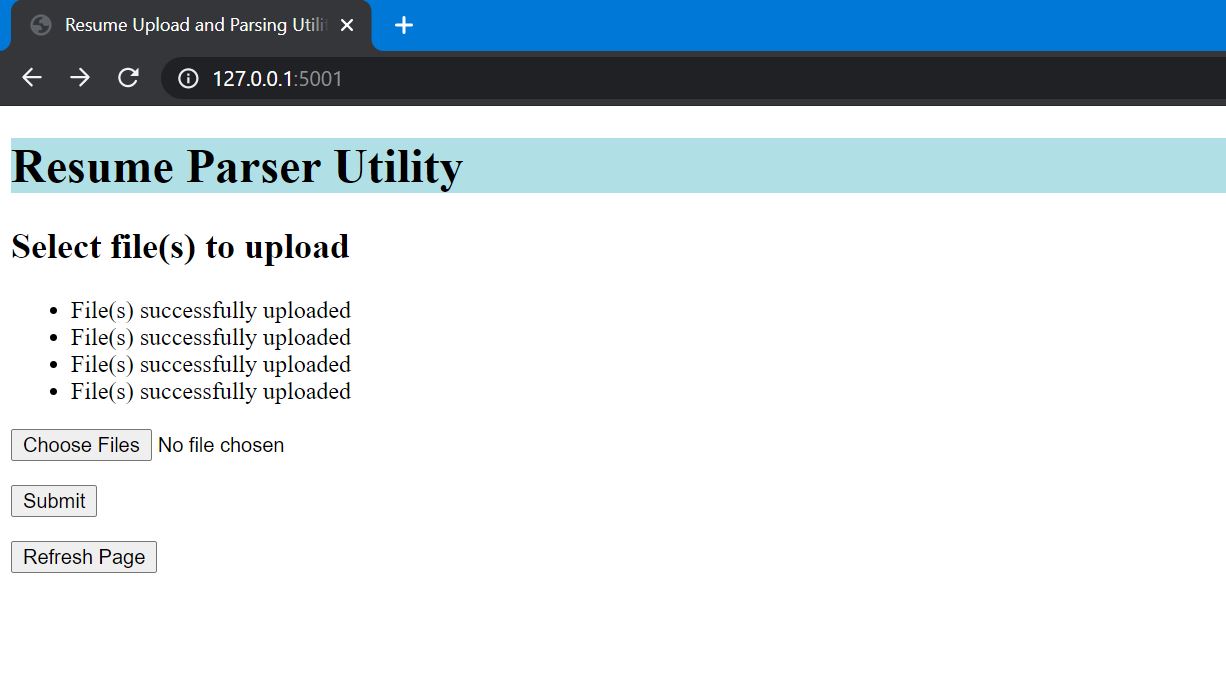 Resume Upload and Parsing Utili
127.0.0.1:5001
Resume Parser Utility
Select file(s) to upload
File(s) successfully uploaded
File(s) successfully uploaded
File(s) successfully uploaded
File(s) successfully uploaded
Choose Files No file chosen
Submit
Refresh Page